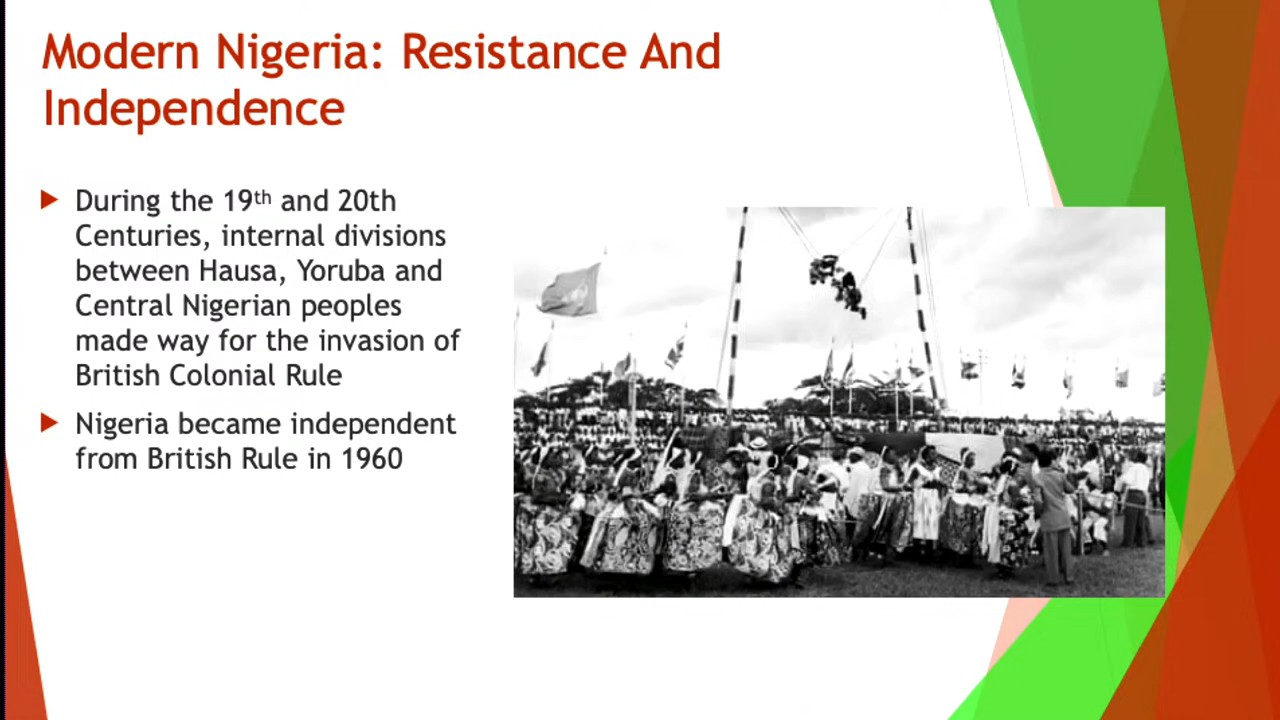 Modern Nigeria: Resistance And
Independence
During the 19th and 20th
Centuries, internal divisions
between Hausa, Yoruba and
Central Nigerian peoples
made way for the invasion of
British Colonial Rule
Nigeria became independent
from British Rule in 1960